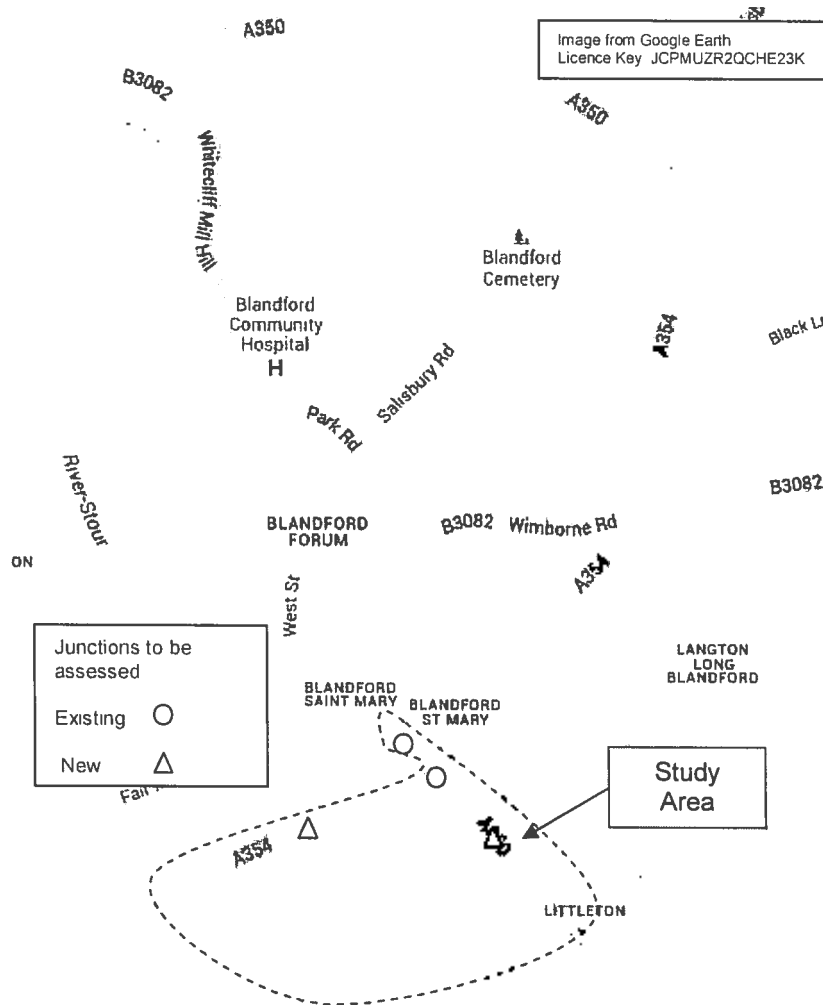 A350
Image from Google Earth
Licence Key JCPMUZR2QCHE23K
B3082
A350
Whitecliff Mill Hill
Blandford
Cemetery
Blandford
Community
Hospital
H
A354
Salisbury Rd
Park Rd
River-Stour
B3082
BLANDFORD
FORUM
B3082
Wimborne Rd
ON
A354
West St
Junctions to be
assessed
Existing
New
LANGTON
LONG
BLANDFORD
BLANDFORD
SAINT MARY
BLANDFORD
ST MARY
Study
Area
A354
LITTLETON